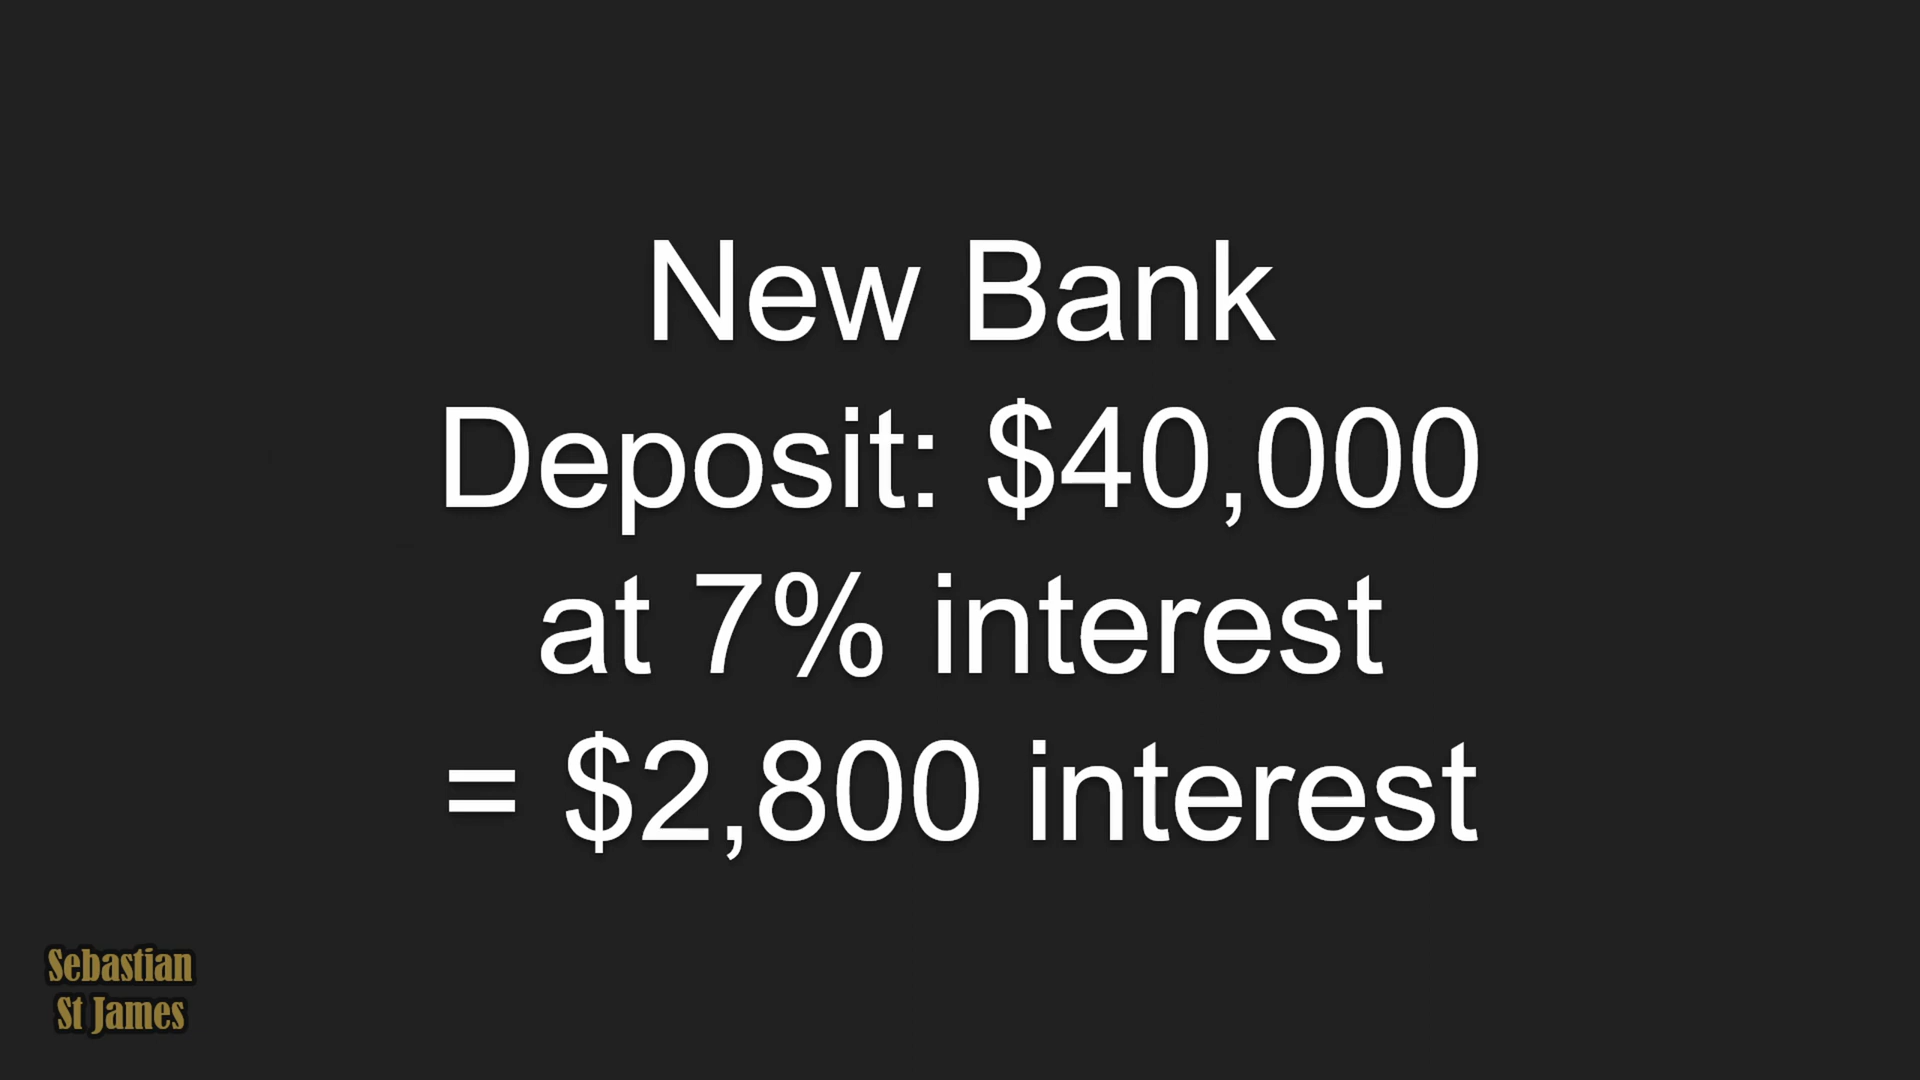 New Bank
Deposit: $40,000
at 7% interest
= $2,800 interest
Sebastian
St James